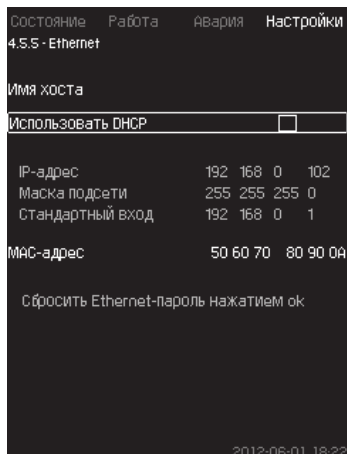 Состояние Работа Авария Настройки
4.5.5 - Ethernet
Имя хоста
Использовать DHCP
IP-адрес 192 168 0 102
Маска подсети 255 255 255 0
Стандартный вход 192 168 0 1
МАС-адрес 50 60 70 80 90 0A
Сбросить Ethernet-пароль нажатием ok
2012-06-01 18:22